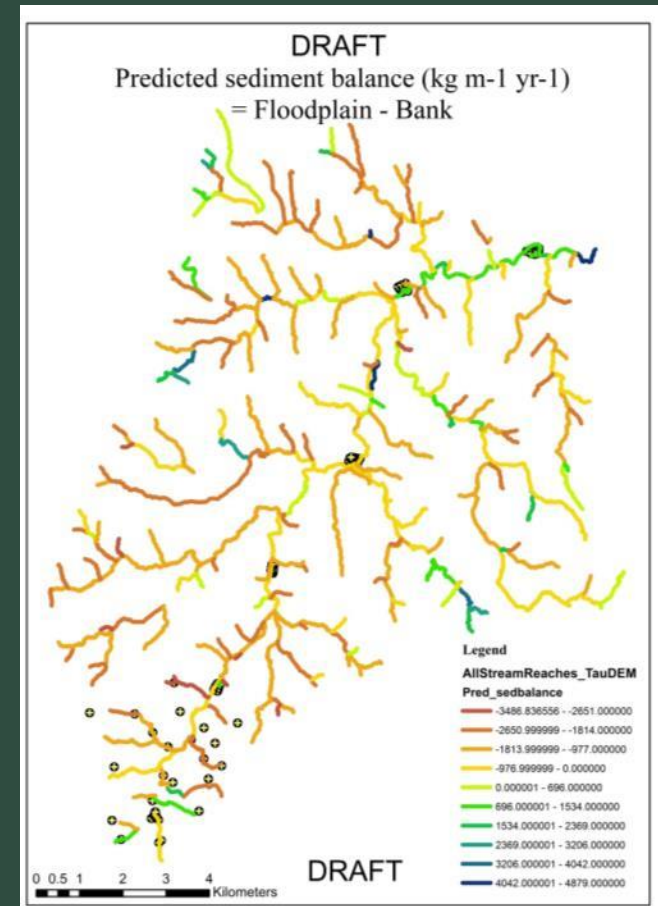 DRAFT
Predicted sediment balance (kg m-1 yr-1)
= Floodplain - Bank
Legend
AllStreamReaches_TauDEM
Pred_sedbalance
-3486.836556 - -2651.000000
-2650.999999 - -1814.000000
-1813.999999 - -977.000000
-976.999999 - 0.000000
0.000001 - 696.000000
696.000001 - 1534.000000
1534.000001 - 2369.000000
2369.000001 - 3206.000000
3206.000001 - 4042.000000
4042.000001 - 4879.000000
0 0.5 1 2 3 4
Kilometers
DRAFT